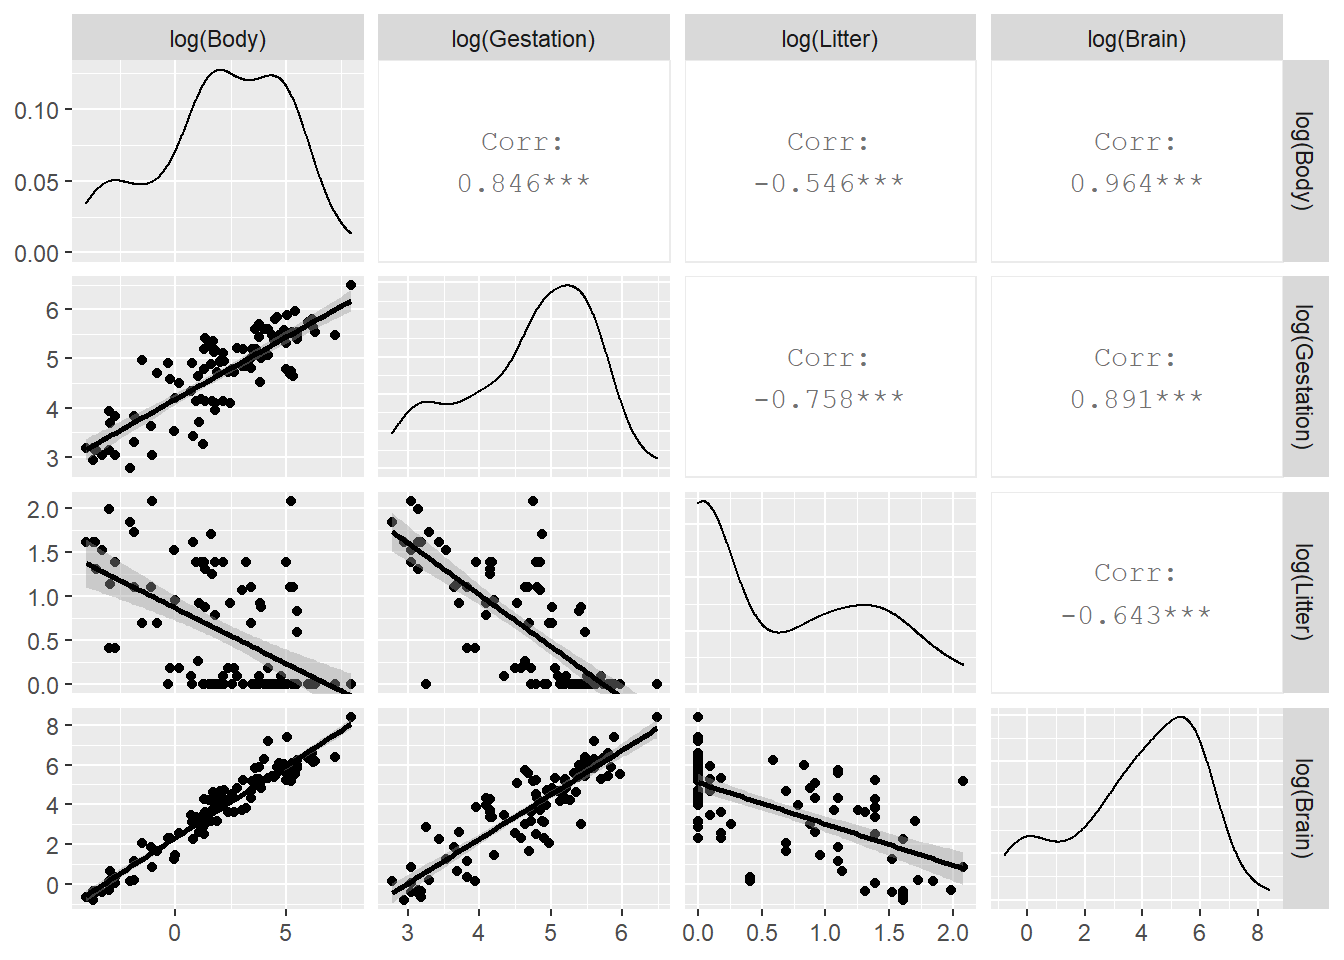 log(Body) log(Gestation) log(Litter) log(Brain)
0.10
0.05
0.00
Corr:
0.846***
Corr:
-0.546***
Corr:
0.964***
log(Body)
6
5
4
3
Corr:
-0.758***
Corr:
0.891***
log(Gestation)
2.0
1.5
1.0
0.5
0.0
Corr:
-0.643***
log(Litter)
8
6
4
2
0
log(Brain)
0 5 3 4 5 6 0.0 0.5 1.0 1.5 2.0 0 2 4 6 8